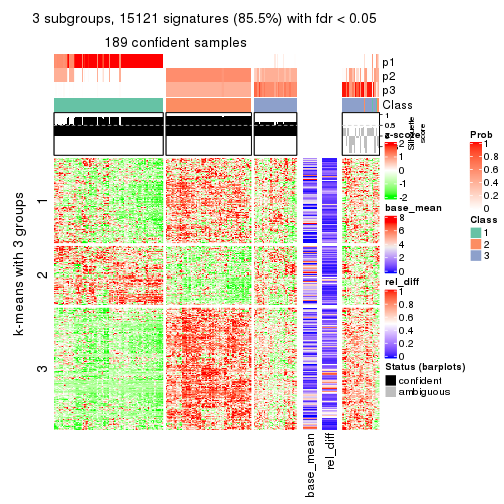 3 subgroups, 15121 signatures (85.5%) with fdr < 0.05
189 confident samples
p1
p2
p3
Class
1
0.5
0
Silhouette
score
k-means with 3 groups
1
2
3
base_mean
rel_diff
z-score
2
1
0
-1
-2
base_mean
8
6
4
2
0
rel_diff
1
0.8
0.6
0.4
0.2
0
Status (barplots)
confident
ambiguous
Prob
1
0.8
0.6
0.4
0.2
0
Class
1
2
3